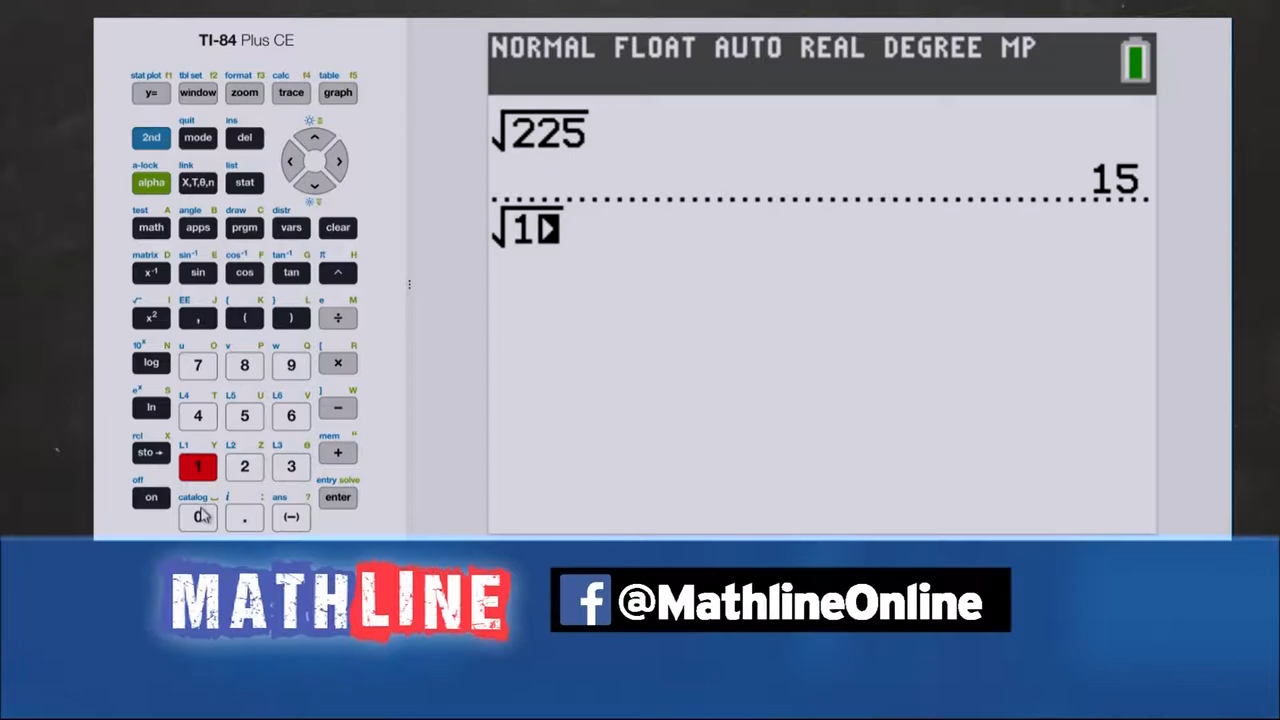 TI-84 Plus CE
NORMAL FLOAT AUTO REAL DEGREE MP
√225
15
√1
stat plot f1 tbl set f2 format f3 calc f4 table f5
y= window zoom trace graph
quit ins
2nd mode del
a-lock link list
alpha X,T,θ,n stat
test A angle B draw C distr
math apps prgm vars clear
matrix D sin⁻¹ E cos⁻¹ F tan⁻¹ G π H
x⁻¹ sin cos tan ^
√ I EE J { K } L e M
x² , ( ) ÷
10ˣ N u O v P w Q [ R
log 7 8 9 ×
eˣ S L4 T L5 U L6 V ] W
ln 4 5 6 −
rcl X L1 Y L2 Z L3 θ mem "
sto→ 1 2 3 +
off catalog i : ans ? entry solve
on 0 . (−) enter
MATHLINE
f @MathlineOnline